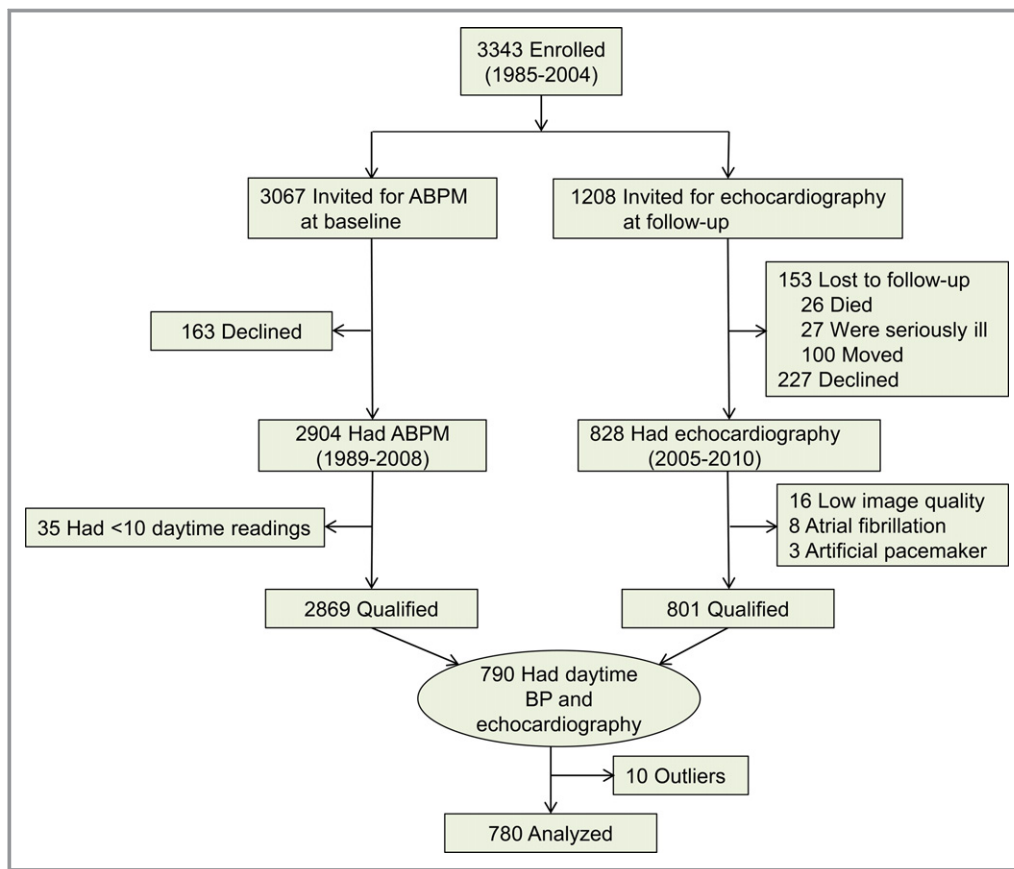 3343 Enrolled
(1985-2004)
3067 Invited for ABPM
at baseline
1208 Invited for echocardiography
at follow-up
153 Lost to follow-up
26 Died
27 Were seriously ill
100 Moved
227 Declined
163 Declined
2904 Had ABPM
(1989-2008)
828 Had echocardiography
(2005-2010)
35 Had <10 daytime readings
16 Low image quality
8 Atrial fibrillation
3 Artificial pacemaker
2869 Qualified
801 Qualified
790 Had daytime
BP and
echocardiography
10 Outliers
780 Analyzed